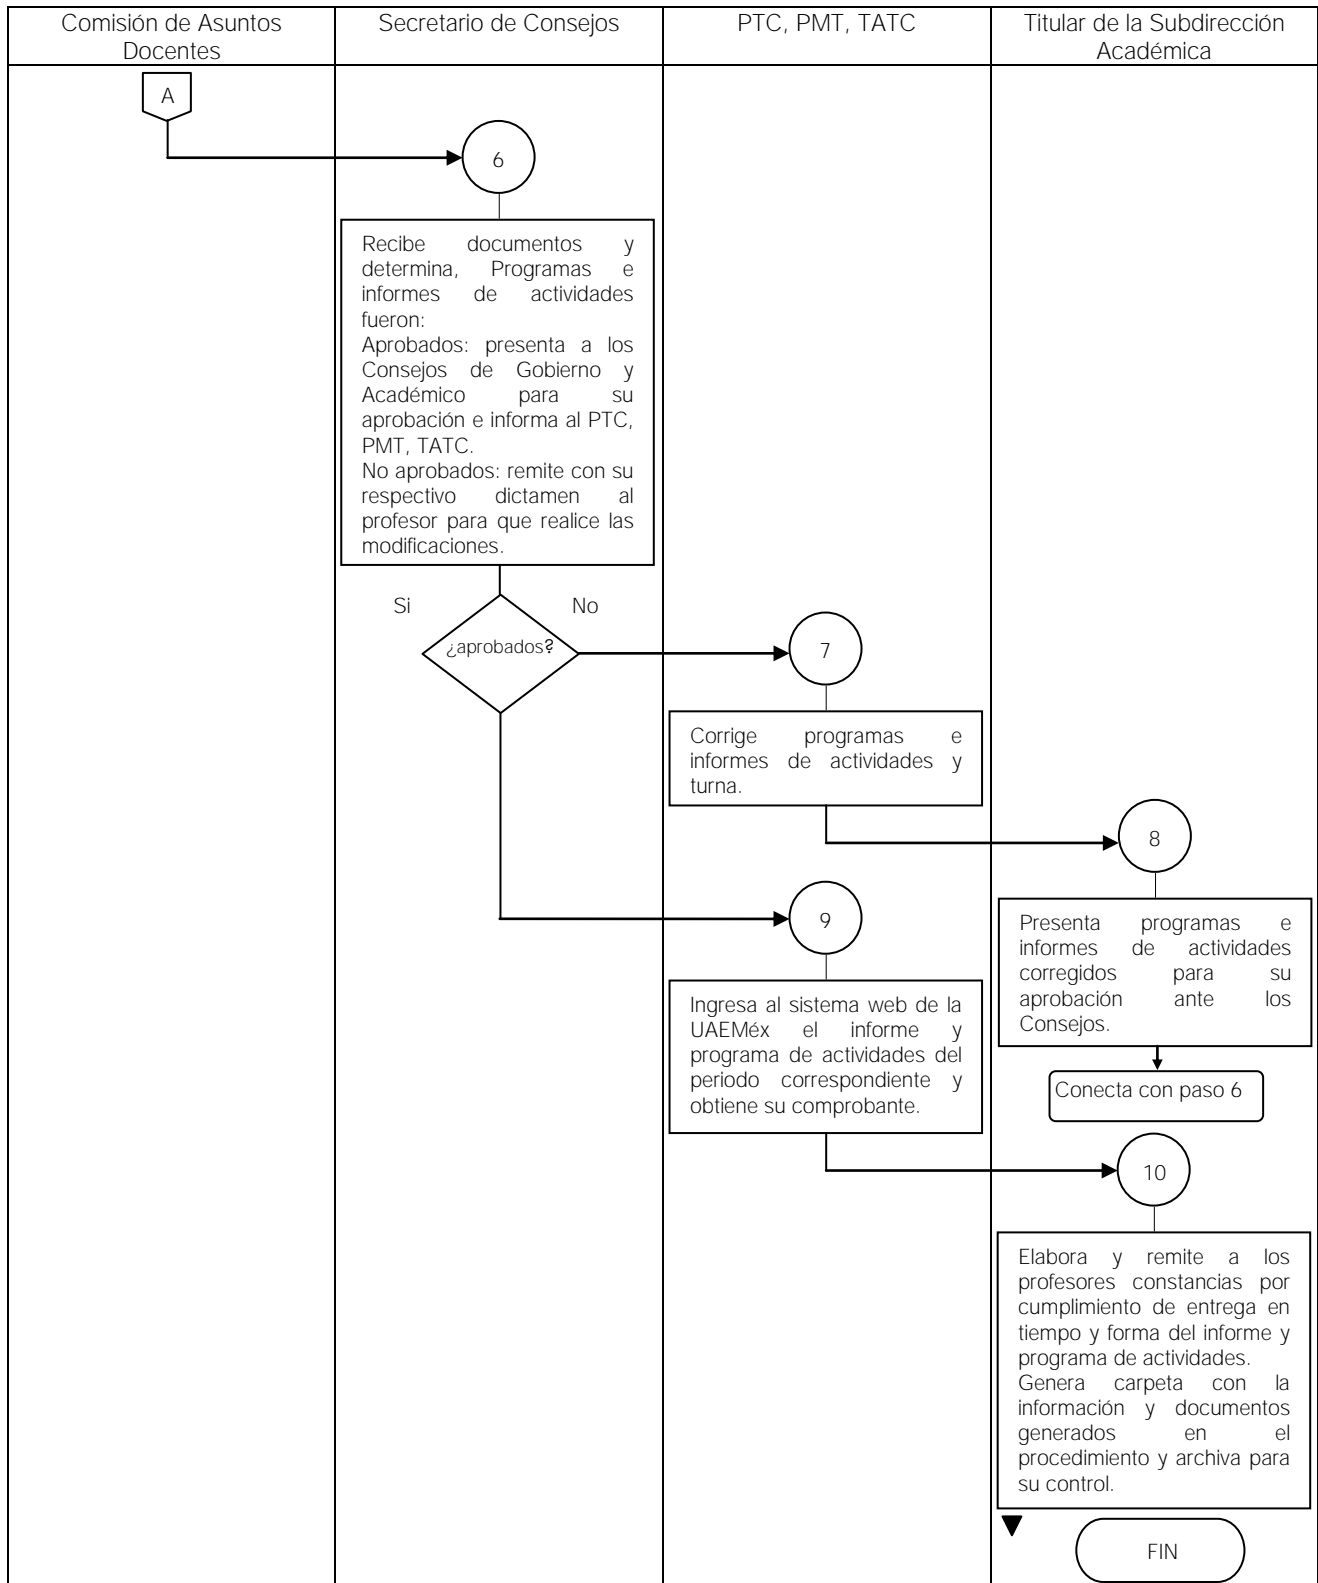 Comisión de Asuntos
Docentes
Secretario de Consejos
PTC, PMT, TATC
Titular de la Subdirección
Académica
A
6
Recibe documentos y
determina, Programas e
informes de actividades
fueron:
Aprobados: presenta a los
Consejos de Gobierno y
Académico para su
aprobación e informa al PTC,
PMT, TATC.
No aprobados: remite con su
respectivo dictamen al
profesor para que realice las
modificaciones.
Si
No
¿aprobados?
7
Corrige programas e
informes de actividades y
turna.
8
Presenta programas e
informes de actividades
corregidos para su
aprobación ante los
Consejos.
Conecta con paso 6
9
Ingresa al sistema web de la
UAEMéx el informe y
programa de actividades del
periodo correspondiente y
obtiene su comprobante.
10
Elabora y remite a los
profesores constancias por
cumplimiento de entrega en
tiempo y forma del informe y
programa de actividades.
Genera carpeta con la
información y documentos
generados en el
procedimiento y archiva para
su control.
FIN